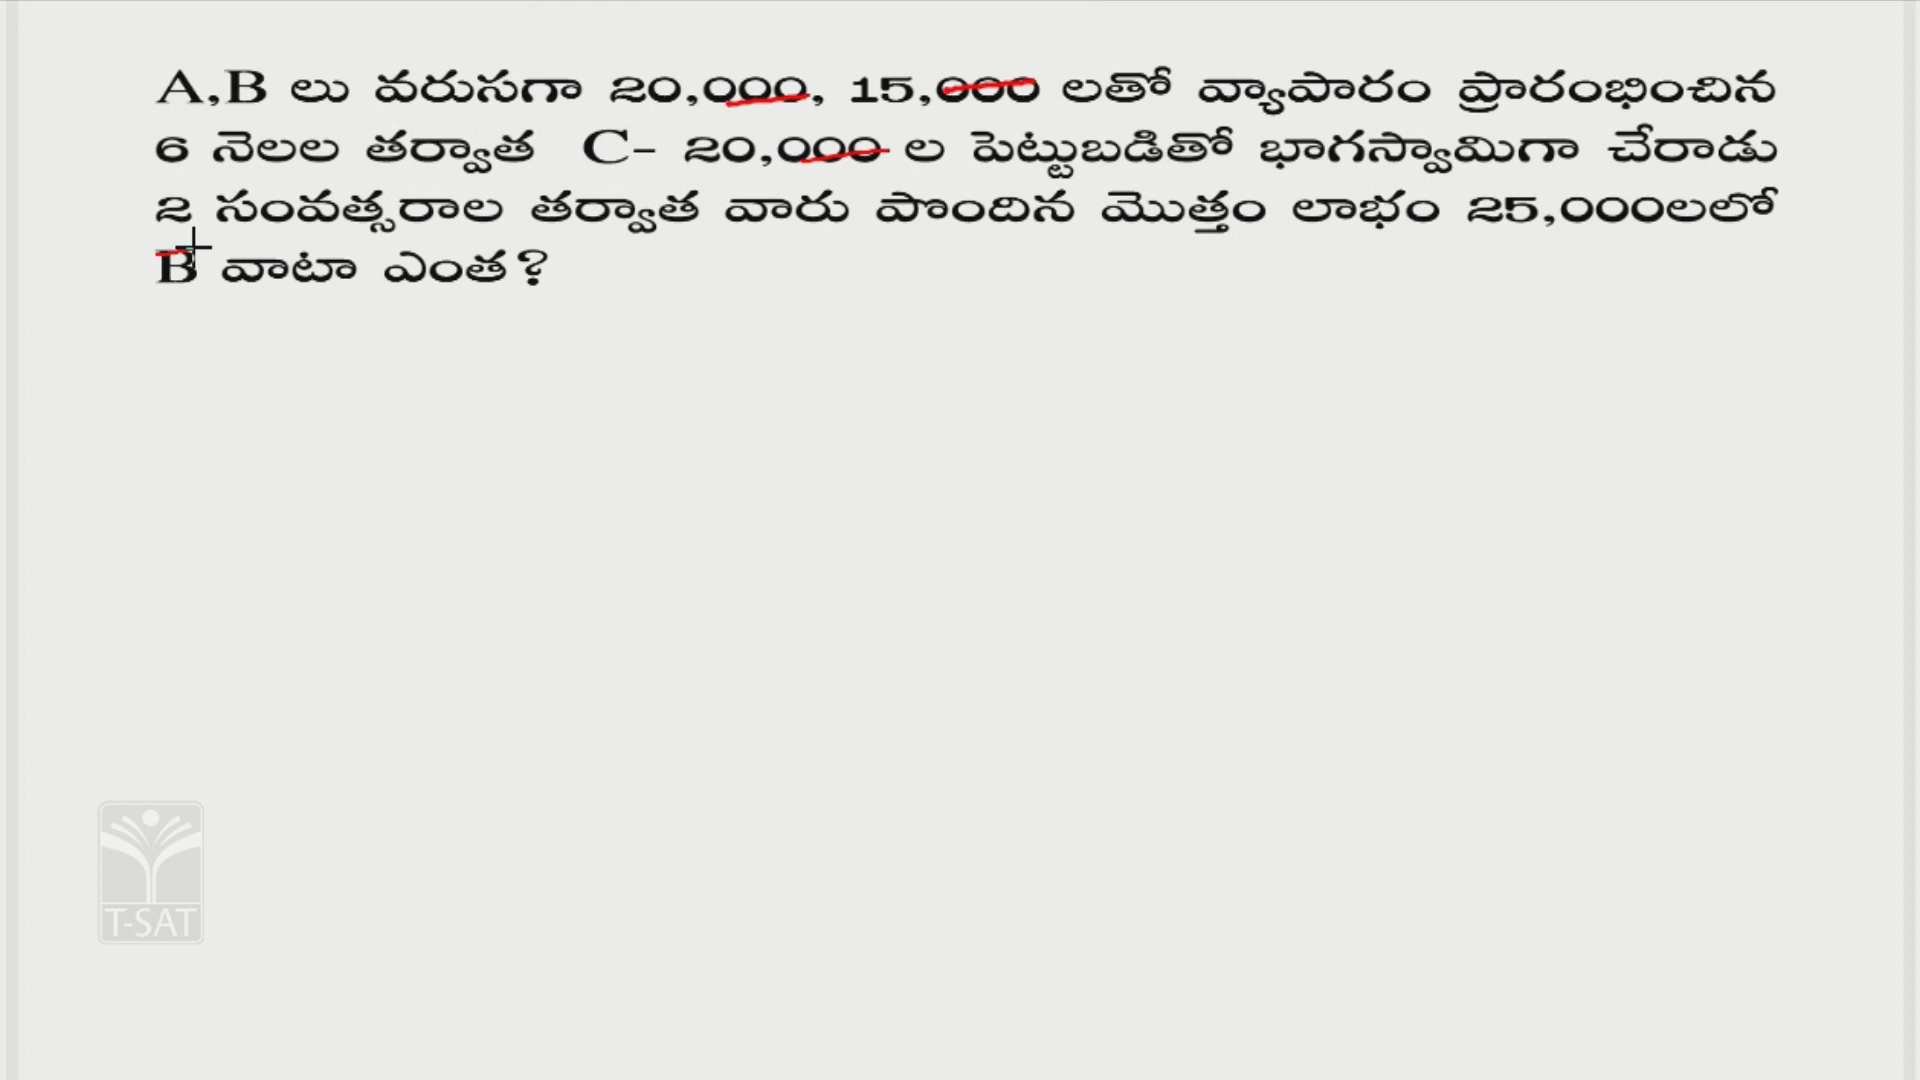 A,B లు వరుసగా 20,000, 15,000 లతో వ్యాపారం ప్రారంభించిన
6 నెలల తర్వాత C- 20,000 ల పెట్టుబడితో భాగస్వామిగా చేరాడు
2 సంవత్సరాల తర్వాత వారు పొందిన మొత్తం లాభం 25,000లలో
B వాటా ఎంత?
T-SAT